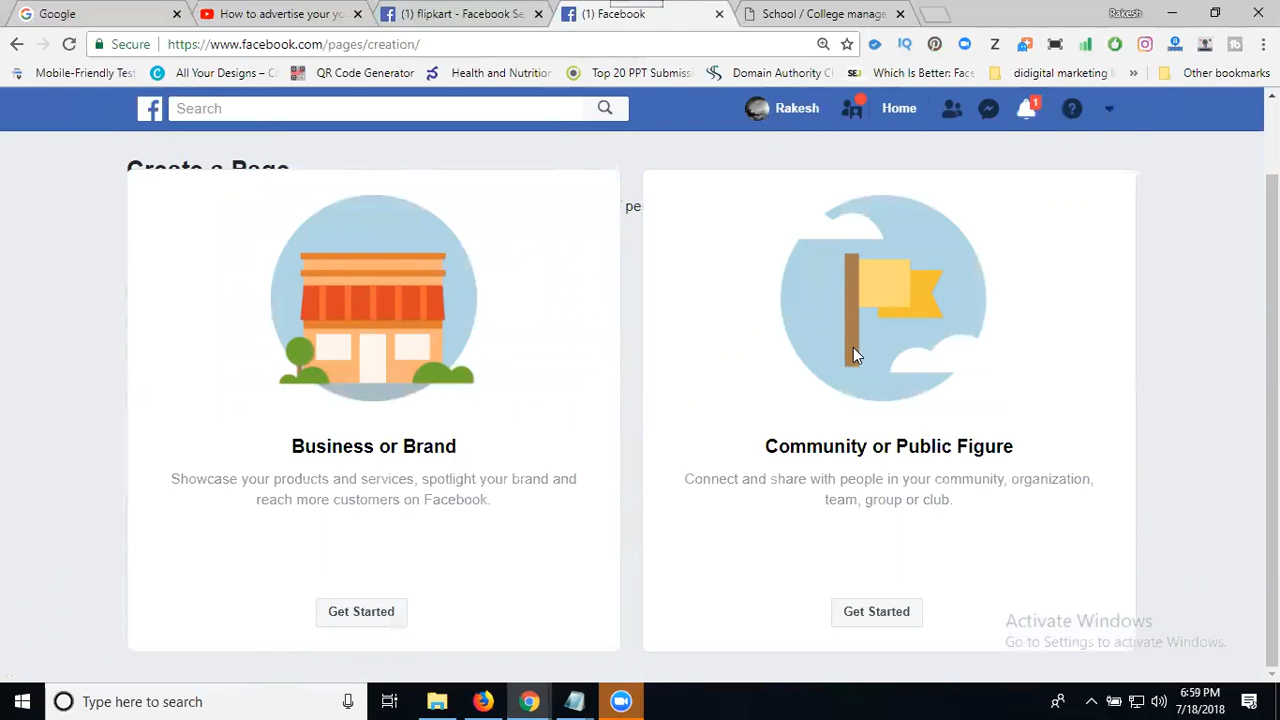 Google
How to advertise your yo
(1) flipkart - Facebook Se
(1) Facebook
School / College manage
Rakesh
Secure
https://www.facebook.com/pages/creation/
Mobile-Friendly Test
All Your Designs – C
QR Code Generator
Health and Nutrition
Top 20 PPT Submiss
Domain Authority Ch
Which Is Better: Face
didigital marketing
»
Other bookmarks
Search
Rakesh
Home
1
Create a Page
pe
Business or Brand
Showcase your products and services, spotlight your brand and
reach more customers on Facebook.
Get Started
Community or Public Figure
Connect and share with people in your community, organization,
team, group or club.
Get Started
Activate Windows
Go to Settings to activate Windows.
Type here to search
6:59 PM
7/18/2018